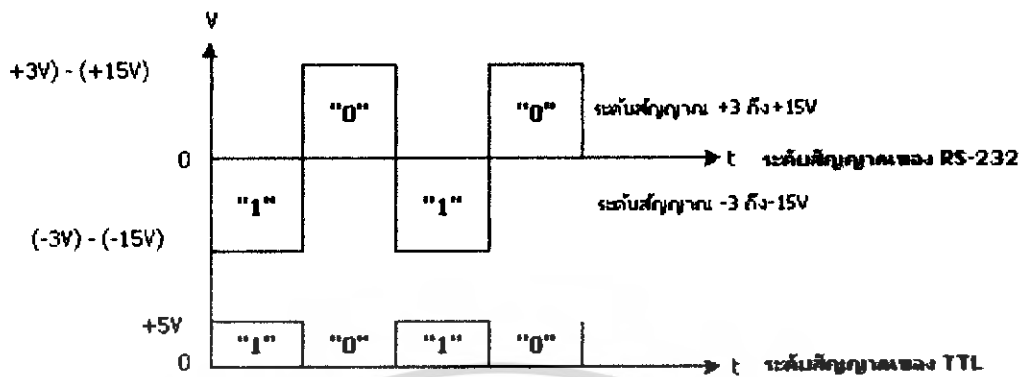 V
+3V) - (+15V)
"0" "0"
ระดับสัญญาณ +3 ถึง+15V
0
t ระดับสัญญาณของ RS-232
"1" "1"
ระดับสัญญาณ -3 ถึง-15V
(-3V) - (-15V)
+5V
"1" "0" "1" "0"
0
t ระดับสัญญาณของ TTL